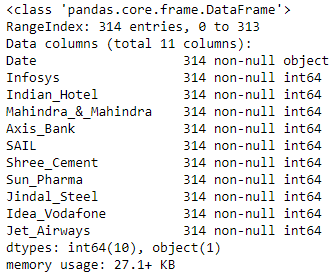 <class 'pandas.core.frame.DataFrame'>
RangeIndex: 314 entries, 0 to 313
Data columns (total 11 columns):
Date                 314 non-null object
Infosys              314 non-null int64
Indian_Hotel         314 non-null int64
Mahindra_&_Mahindra  314 non-null int64
Axis_Bank            314 non-null int64
SAIL                 314 non-null int64
Shree_Cement         314 non-null int64
Sun_Pharma           314 non-null int64
Jindal_Steel         314 non-null int64
Idea_Vodafone        314 non-null int64
Jet_Airways          314 non-null int64
dtypes: int64(10), object(1)
memory usage: 27.1+ KB